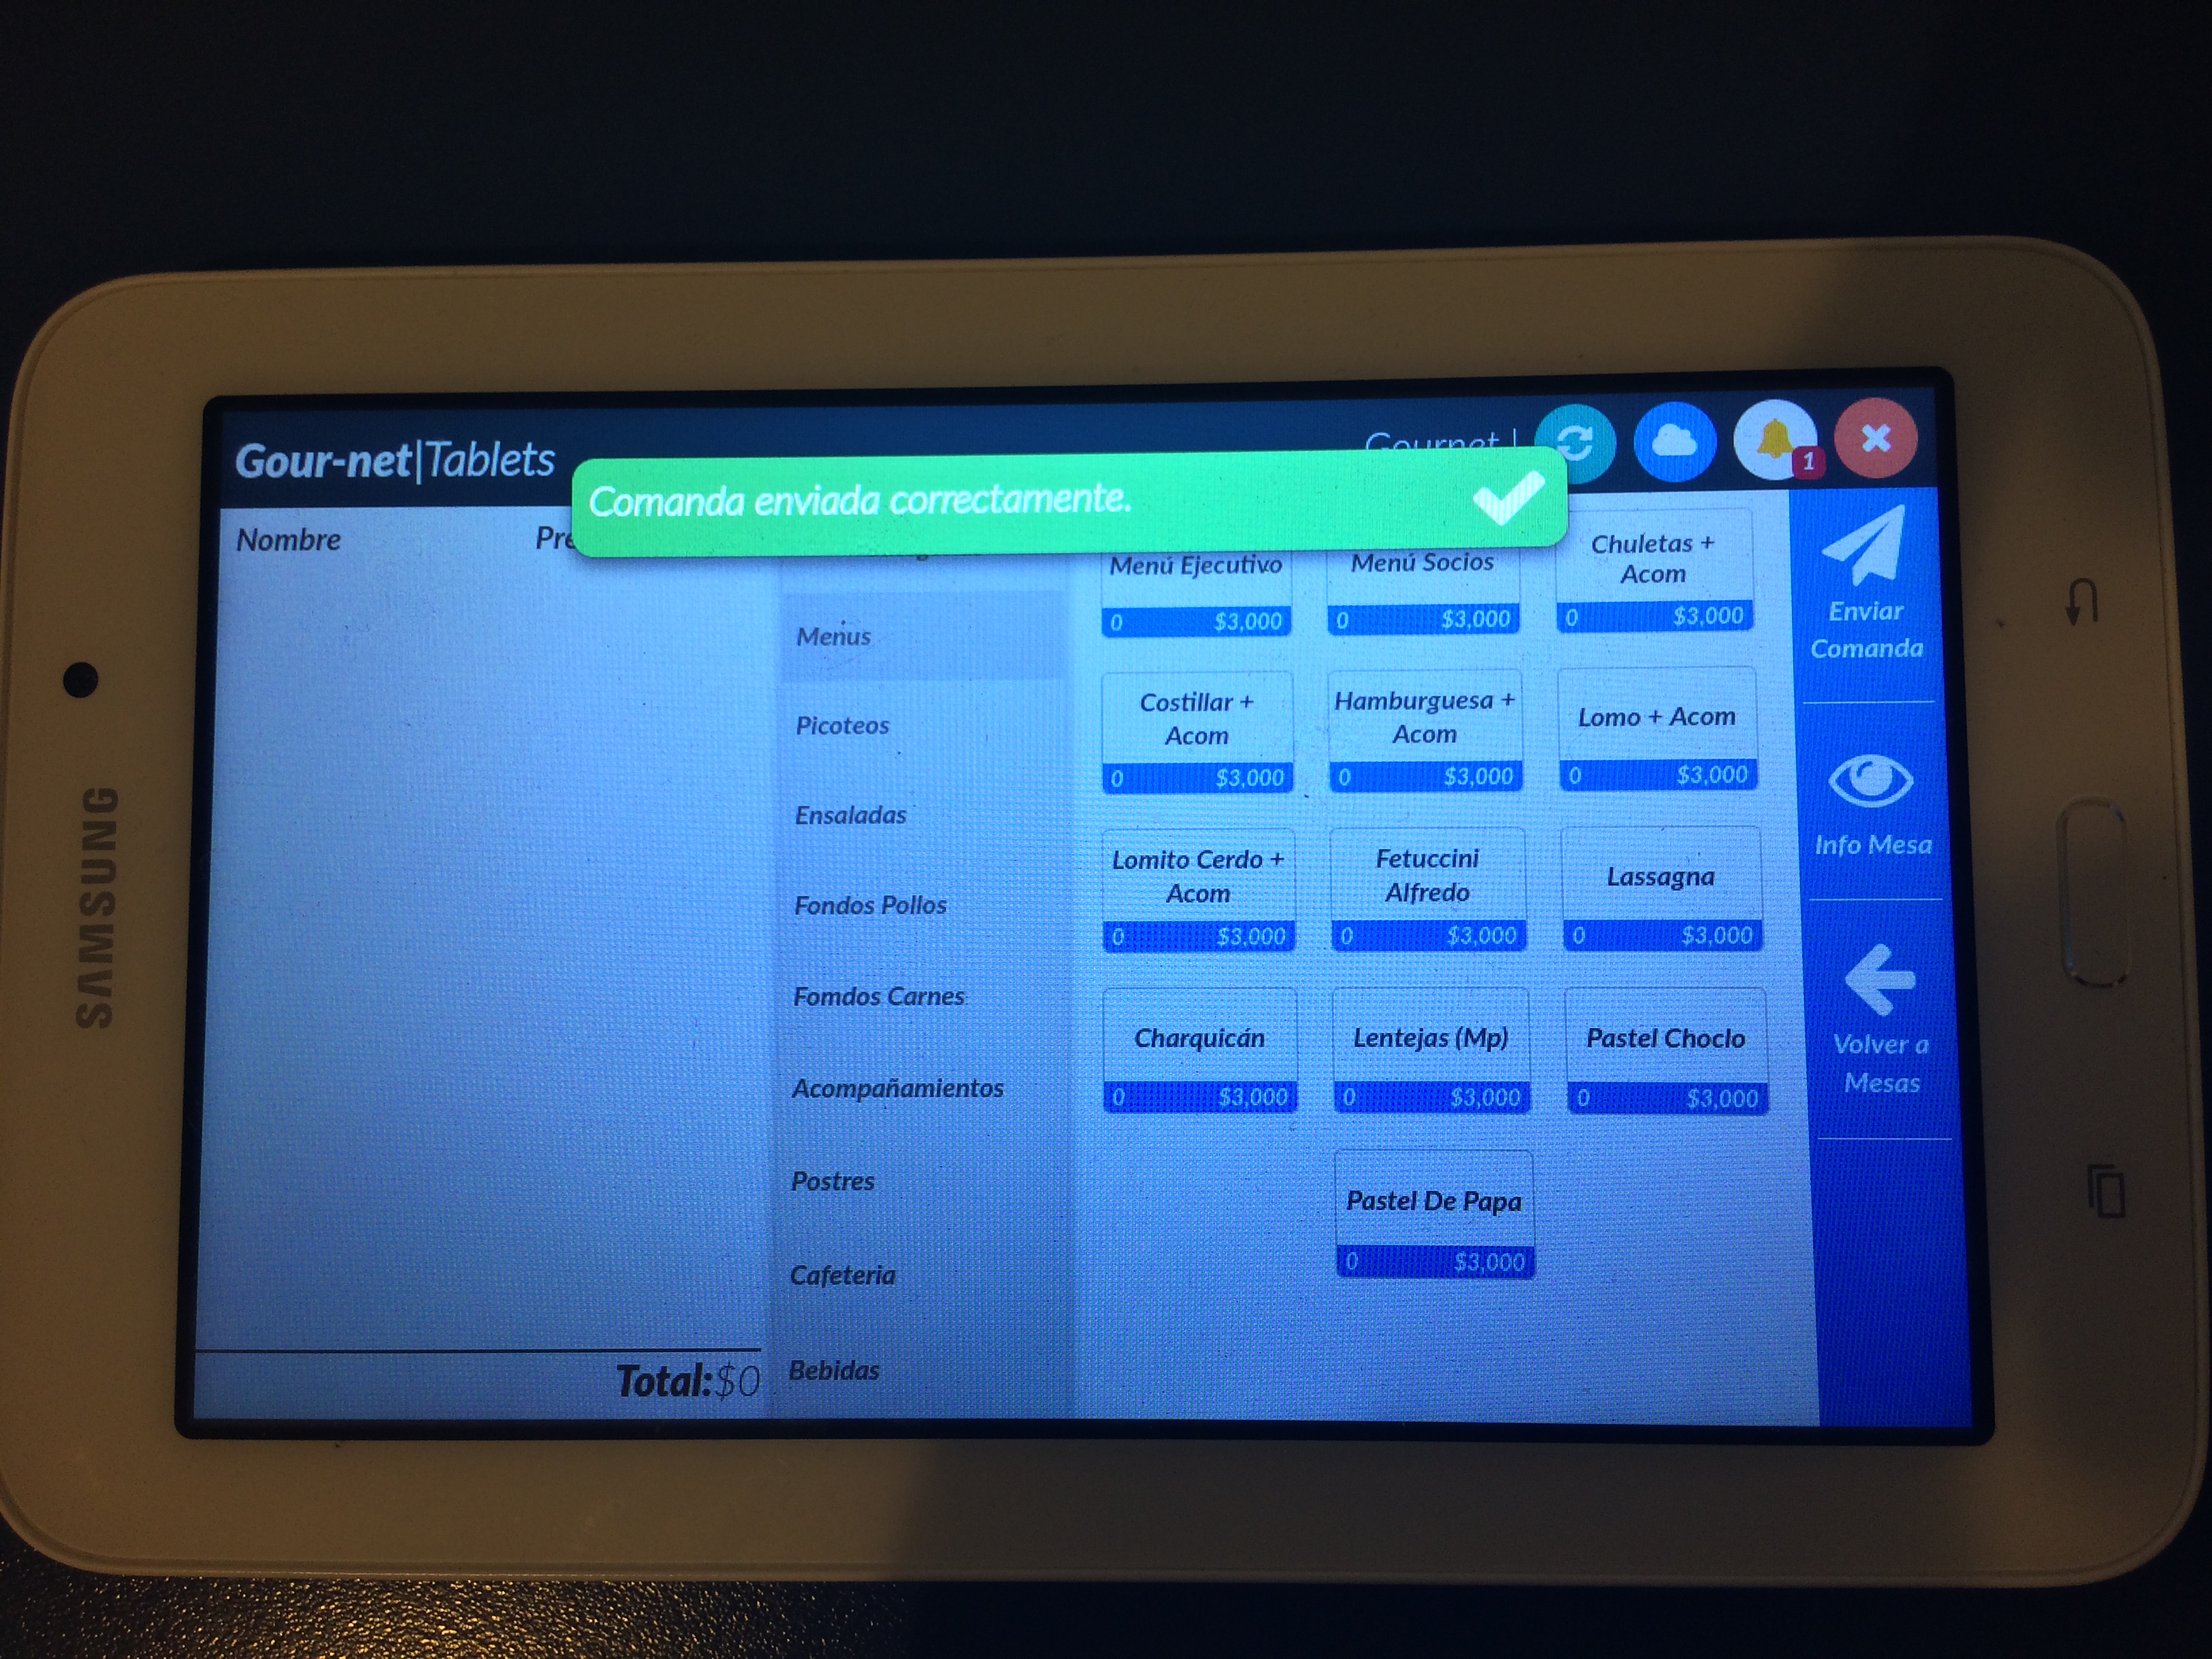 SAMSUNG
Gour-net|Tablets
Gournet |
1
Comanda enviada correctamente.
Nombre
Total:$0
Menus
Picoteos
Ensaladas
Fondos Pollos
Fomdos Carnes
Acompañamientos
Postres
Cafeteria
Bebidas
Menú Ejecutivo
0 $3,000
Menú Socios
0 $3,000
Chuletas +
Acom
0 $3,000
Costillar +
Acom
0 $3,000
Hamburguesa +
Acom
0 $3,000
Lomo + Acom
0 $3,000
Lomito Cerdo +
Acom
0 $3,000
Fetuccini
Alfredo
0 $3,000
Lassagna
0 $3,000
Charquicán
0 $3,000
Lentejas (Mp)
0 $3,000
Pastel Choclo
0 $3,000
Pastel De Papa
0 $3,000
Enviar
Comanda
Info Mesa
Volver a
Mesas